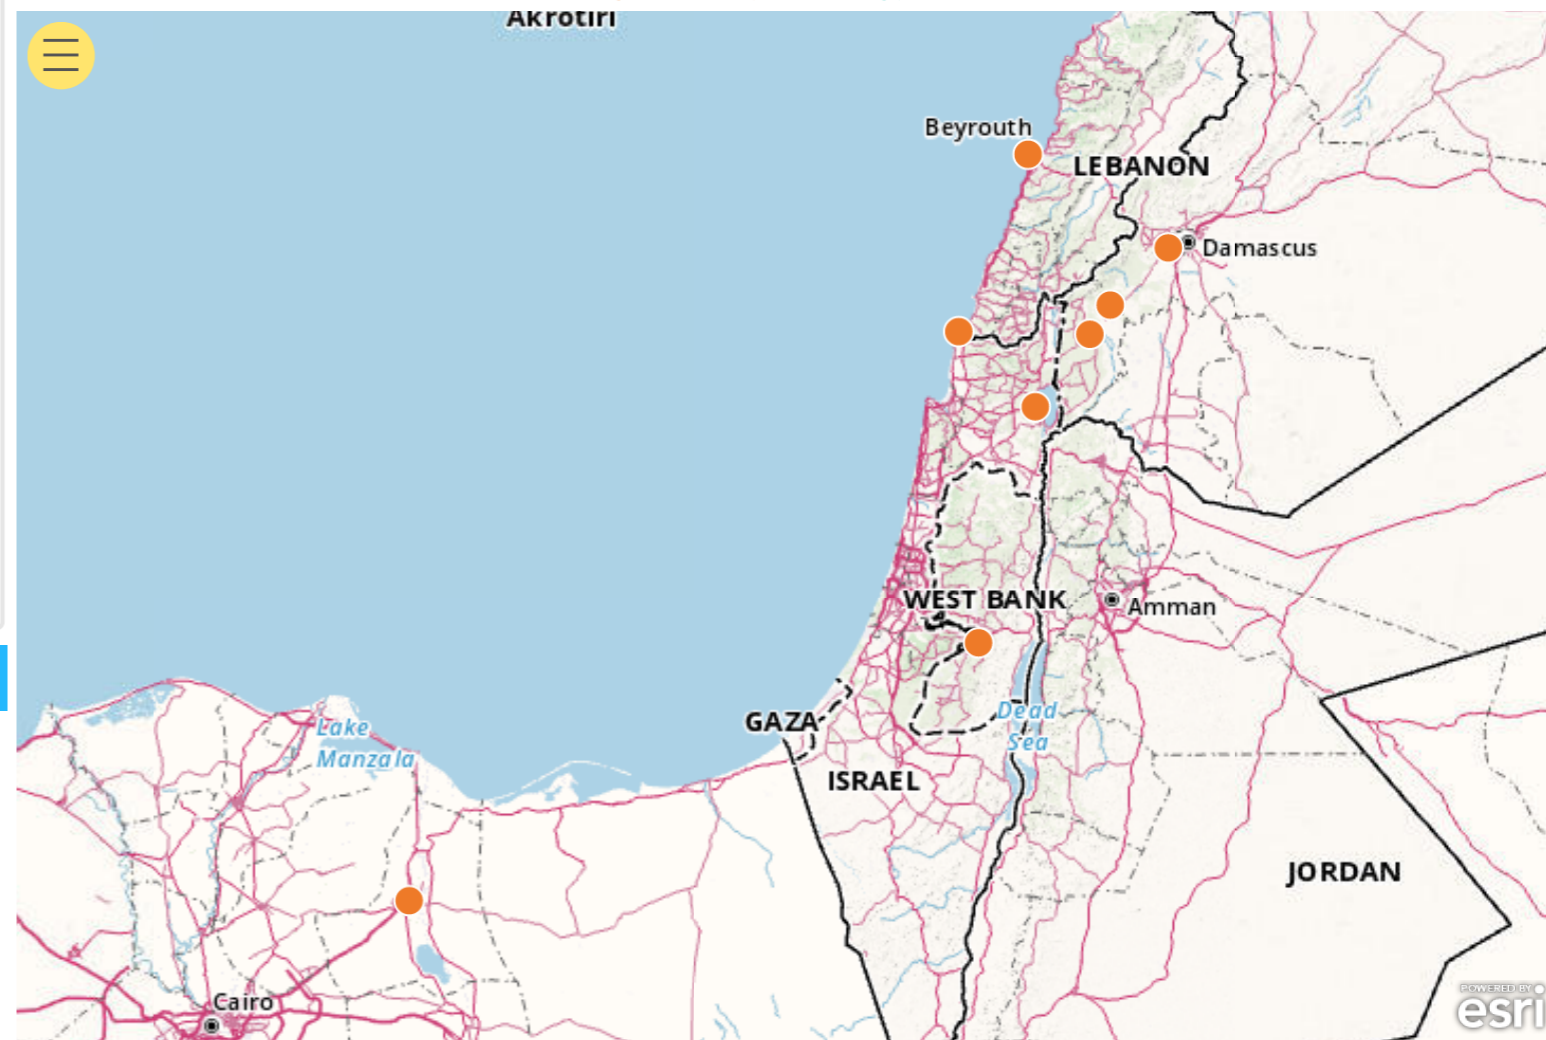 Akrotiri
Beyrouth
LEBANON
Damascus
WEST BANK
Amman
Dead
Sea
GAZA
Lake
Manzala
ISRAEL
JORDAN
Cairo
POWERED BY
esri